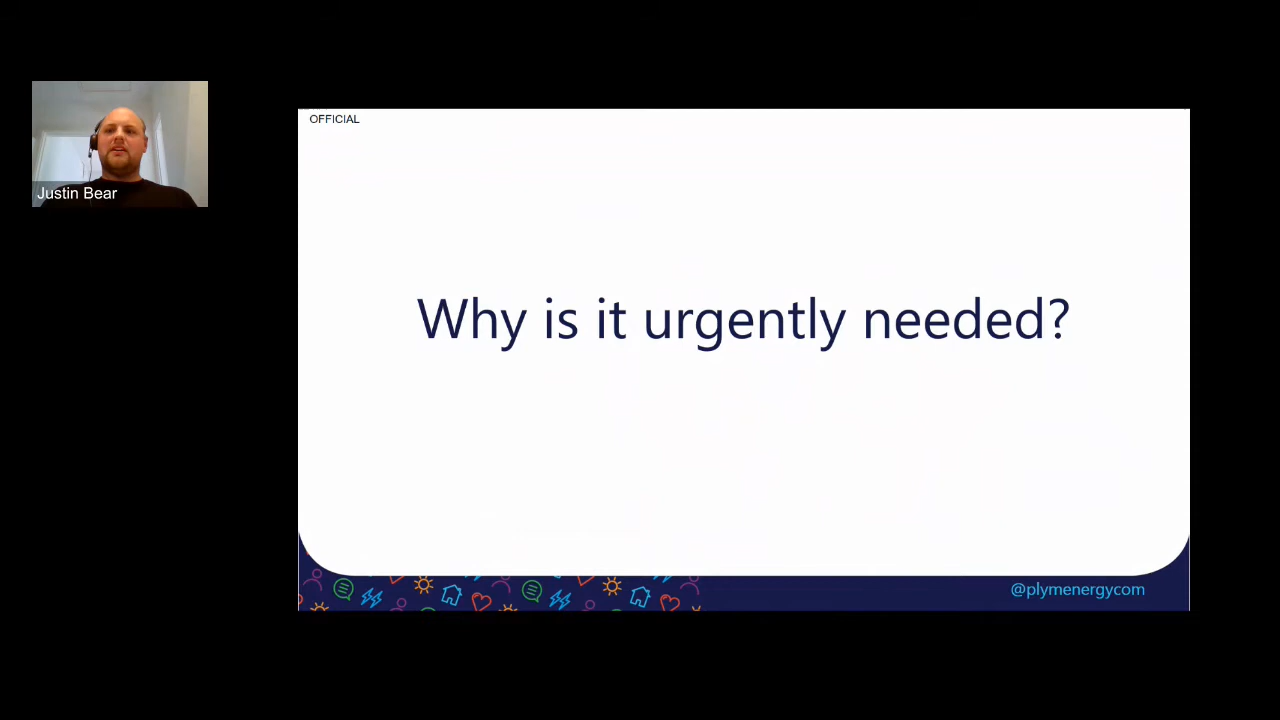 OFFICIAL
Justin Bear
Why is it urgently needed?
@plymenergycom